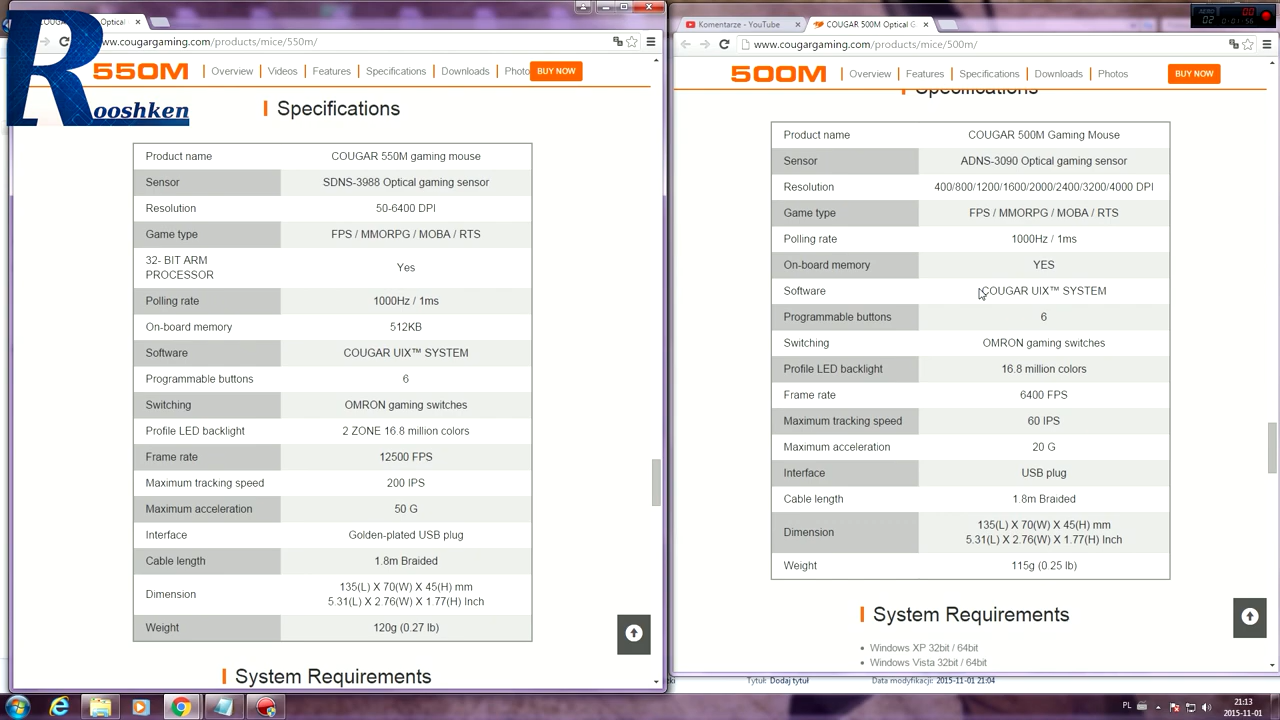 Optical
www.cougargaming.com/products/mice/550m/
Rooshken
550M
Overview
Videos
Features
Specifications
Downloads
Photo
BUY NOW
Specifications
Product name COUGAR 550M gaming mouse
Sensor SDNS-3988 Optical gaming sensor
Resolution 50-6400 DPI
Game type FPS / MMORPG / MOBA / RTS
32- BIT ARM
PROCESSOR
Yes
Polling rate 1000Hz / 1ms
On-board memory 512KB
Software COUGAR UIX™ SYSTEM
Programmable buttons 6
Switching OMRON gaming switches
Profile LED backlight 2 ZONE 16.8 million colors
Frame rate 12500 FPS
Maximum tracking speed 200 IPS
Maximum acceleration 50 G
Interface Golden-plated USB plug
Cable length 1.8m Braided
Dimension
135(L) X 70(W) X 45(H) mm
5.31(L) X 2.76(W) X 1.77(H) Inch
Weight 120g (0.27 lb)
System Requirements
Komentarze - YouTube
COUGAR 500M Optical G
www.cougargaming.com/products/mice/500m/
500M
Overview
Features
Specifications
Downloads
Photos
BUY NOW
Specifications
Product name COUGAR 500M Gaming Mouse
Sensor ADNS-3090 Optical gaming sensor
Resolution 400/800/1200/1600/2000/2400/3200/4000 DPI
Game type FPS / MMORPG / MOBA / RTS
Polling rate 1000Hz / 1ms
On-board memory YES
Software COUGAR UIX™ SYSTEM
Programmable buttons 6
Switching OMRON gaming switches
Profile LED backlight 16.8 million colors
Frame rate 6400 FPS
Maximum tracking speed 60 IPS
Maximum acceleration 20 G
Interface USB plug
Cable length 1.8m Braided
Dimension
135(L) X 70(W) X 45(H) mm
5.31(L) X 2.76(W) X 1.77(H) Inch
Weight 115g (0.25 lb)
System Requirements
Windows XP 32bit / 64bit
Windows Vista 32bit / 64bit
Tytuł: Dodaj tytuł
Data modyfikacji: 2015-11-01 21:04
PL
21:13
2015-11-01